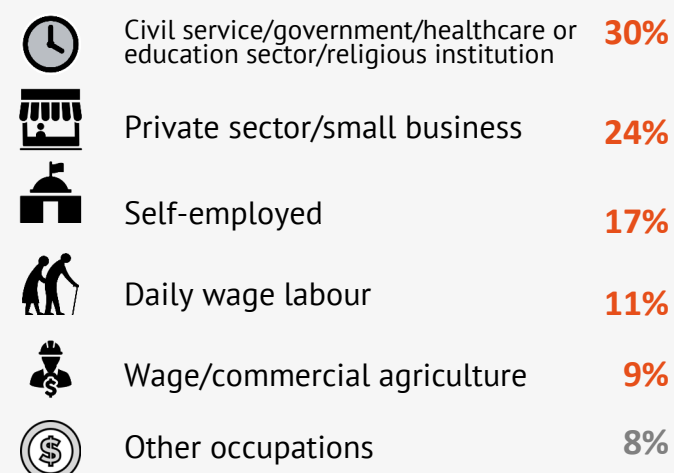 Civil service/government/healthcare or 30%
education sector/religious institution
Private sector/small business 24%
Self-employed 17%
Daily wage labour 11%
Wage/commercial agriculture 9%
Other occupations 8%
$
$